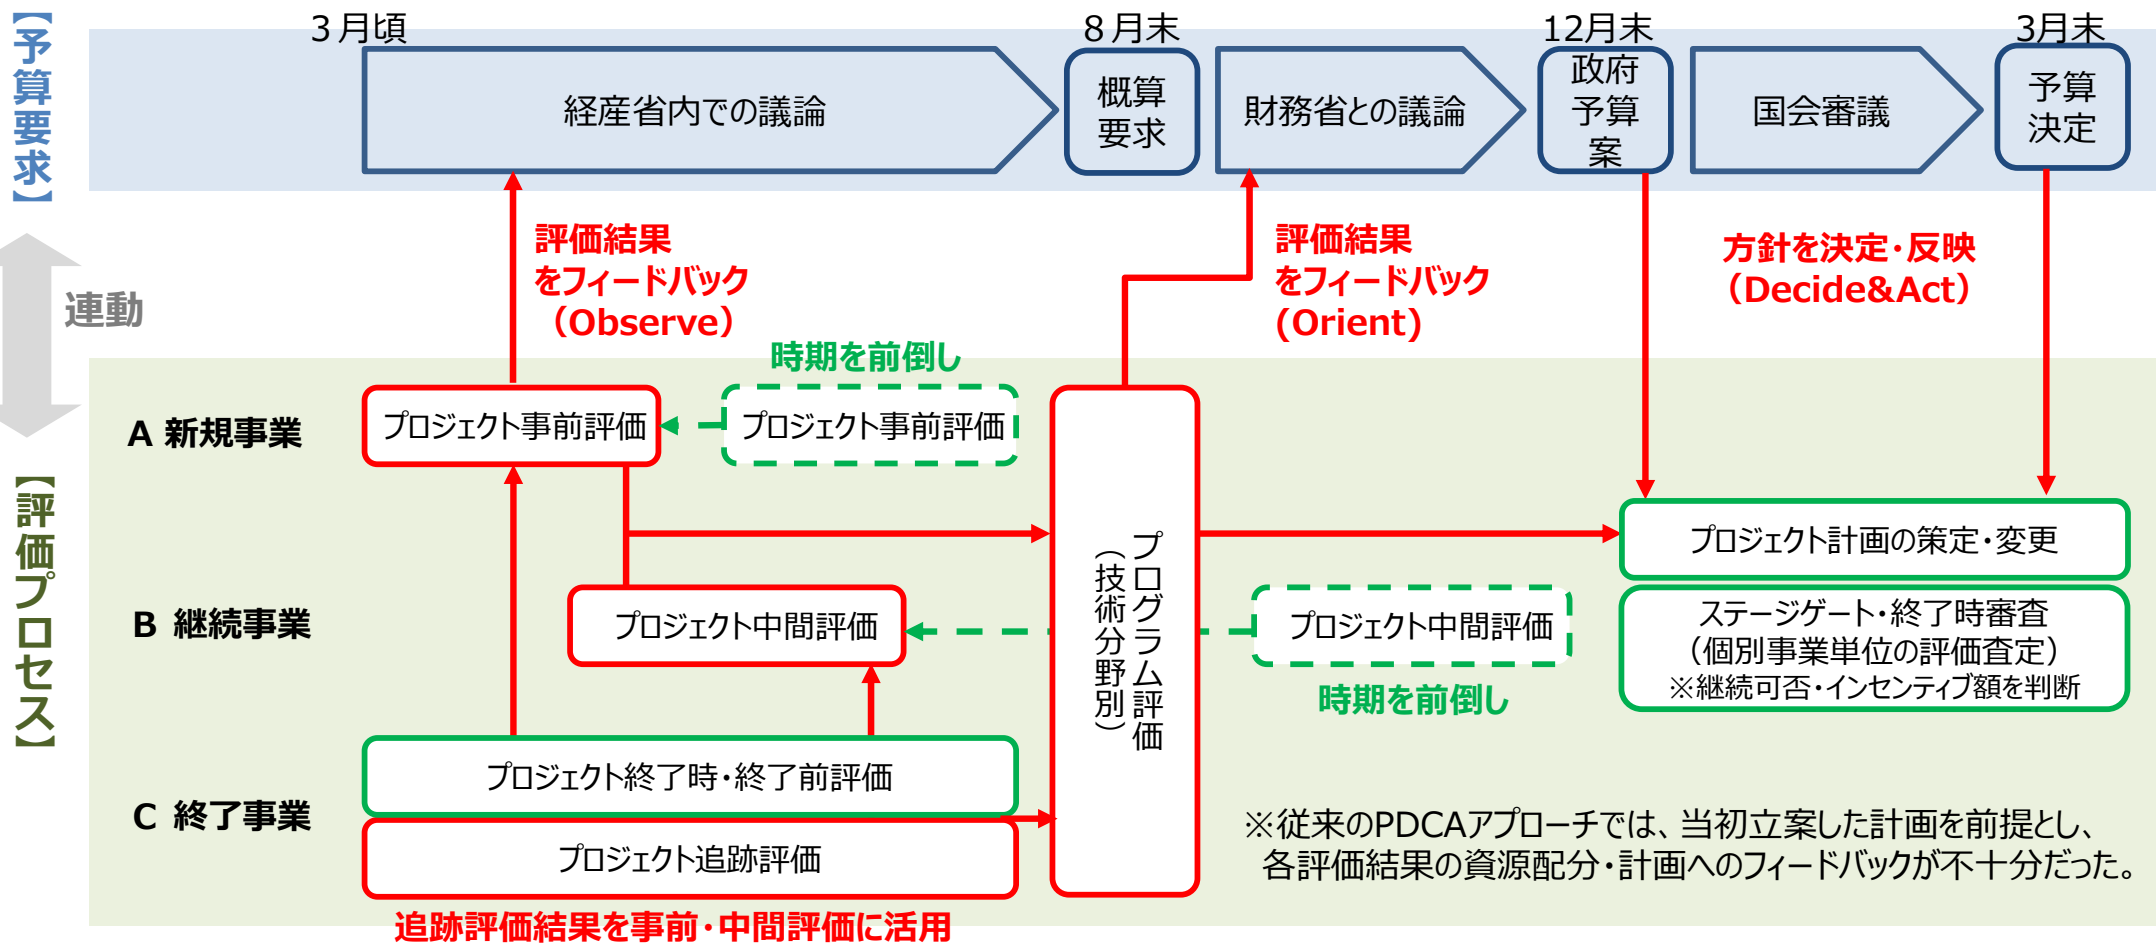 【予算要求】
3月頃
8月末
12月末
3月末
経産省内での議論
概算
要求
財務省との議論
政府
予算
案
国会審議
予算
決定
連動
評価結果
をフィードバック
（Observe）
評価結果
をフィードバック
(Orient)
方針を決定・反映
（Decide&Act）
【評価プロセス】
時期を前倒し
A 新規事業
プロジェクト事前評価
プロジェクト事前評価
プログラム評価
（技術分野別）
プロジェクト計画の策定・変更
B 継続事業
プロジェクト中間評価
プロジェクト中間評価
時期を前倒し
ステージゲート・終了時審査
（個別事業単位の評価査定）
※継続可否・インセンティブ額を判断
C 終了事業
プロジェクト終了時・終了前評価
プロジェクト追跡評価
追跡評価結果を事前・中間評価に活用
※従来のPDCAアプローチでは、当初立案した計画を前提とし、
各評価結果の資源配分・計画へのフィードバックが不十分だった。